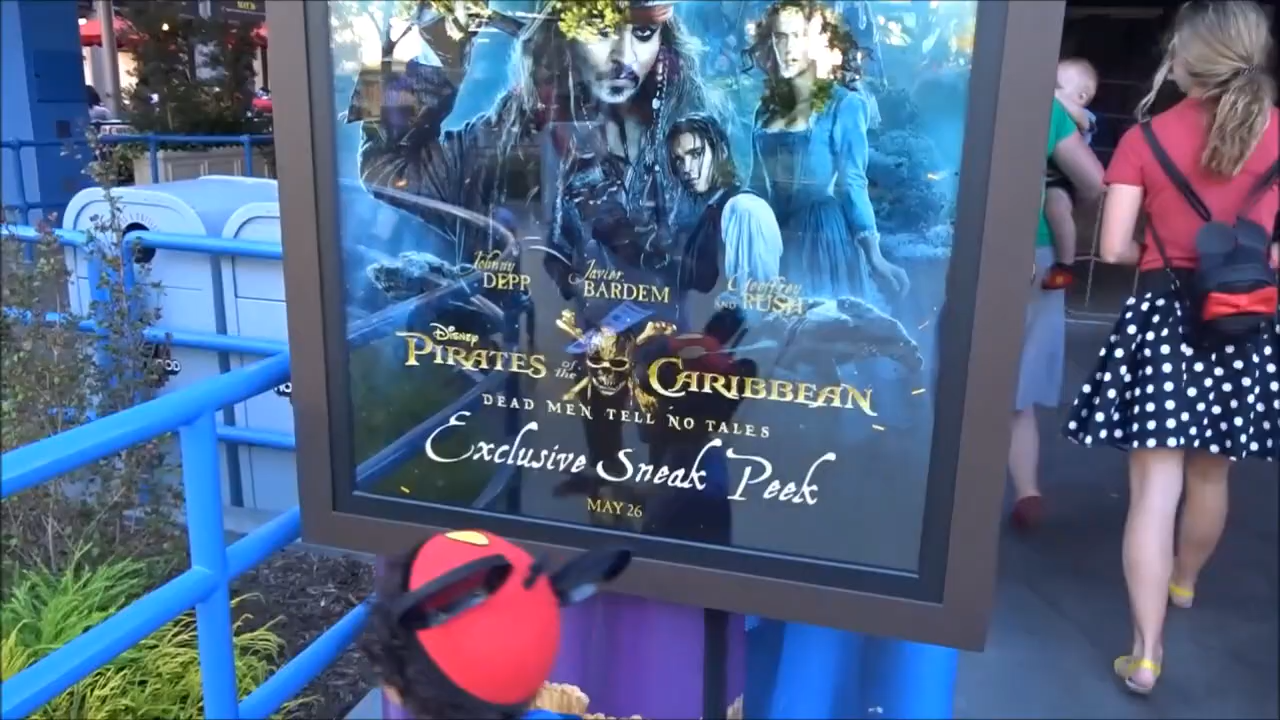 Johnny DEPP Javier BARDEM AND Geoffrey RUSH
Disney
PIRATES of the CARIBBEAN
DEAD MEN TELL NO TALES
Exclusive Sneak Peek
MAY 26